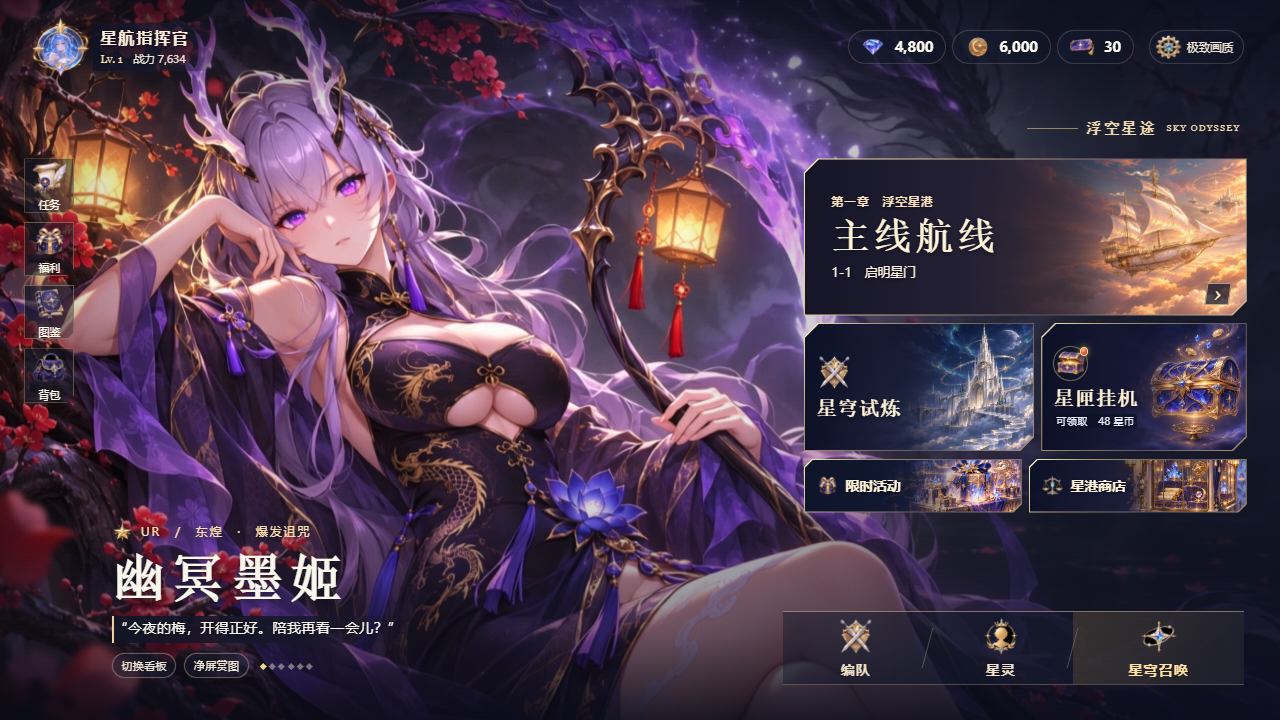 星航指挥官
Lv.1 战力 7,634
4,800
6,000
30
极致画质
浮空星途 SKY ODYSSEY
任务
福利
图鉴
背包
第一章 浮空星港
主线航线
1-1 启明星门
星穹试炼
星匣挂机
可领取 48 星币
限时活动
星港商店
UR / 东煌 · 爆发诅咒
幽冥墨姬
“今夜的梅，开得正好。陪我再看一会儿？”
切换看板
净屏赏图
编队
星灵
星穹召唤